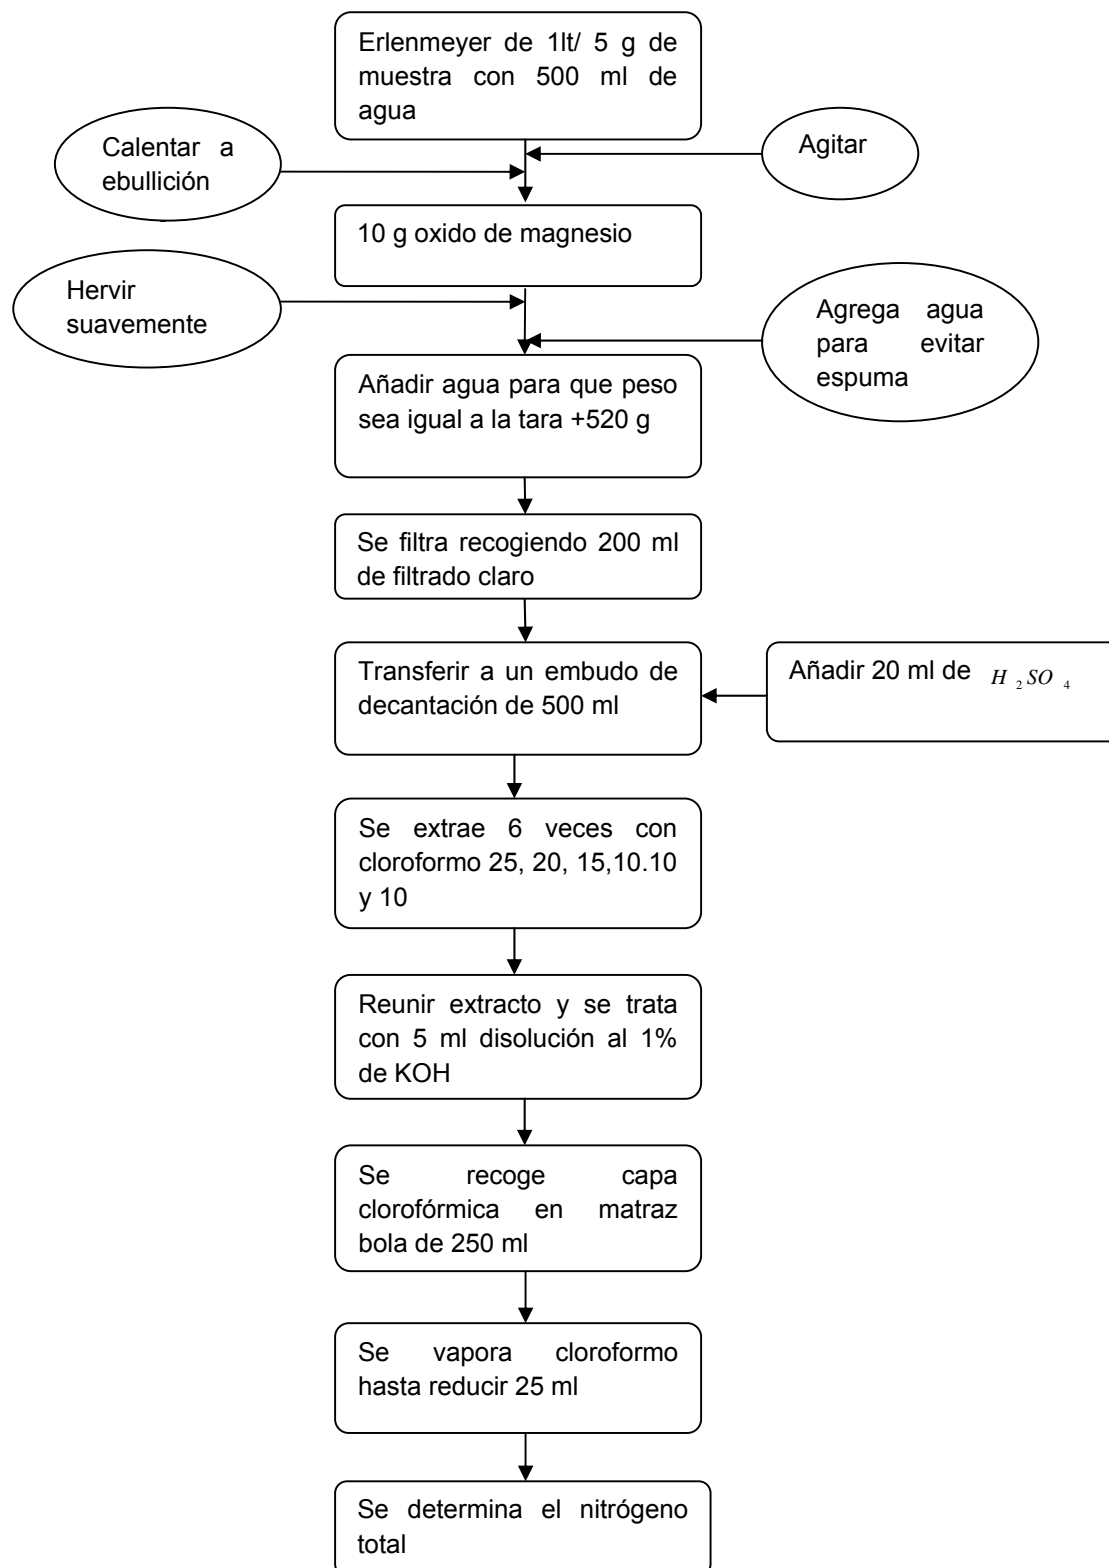 Erlenmeyer de 1lt/ 5 g de
muestra con 500 ml de
agua
Calentar a
ebullición
Agitar
10 g oxido de magnesio
Hervir
suavemente
Agrega agua
para evitar
espuma
Añadir agua para que peso
sea igual a la tara +520 g
Se filtra recogiendo 200 ml
de filtrado claro
Transferir a un embudo de
decantación de 500 ml
Añadir 20 ml de H₂SO₄
Se extrae 6 veces con
cloroformo 25, 20, 15,10.10
y 10
Reunir extracto y se trata
con 5 ml disolución al 1%
de KOH
Se recoge capa
clorofórmica en matraz
bola de 250 ml
Se vapora cloroformo
hasta reducir 25 ml
Se determina el nitrógeno
total